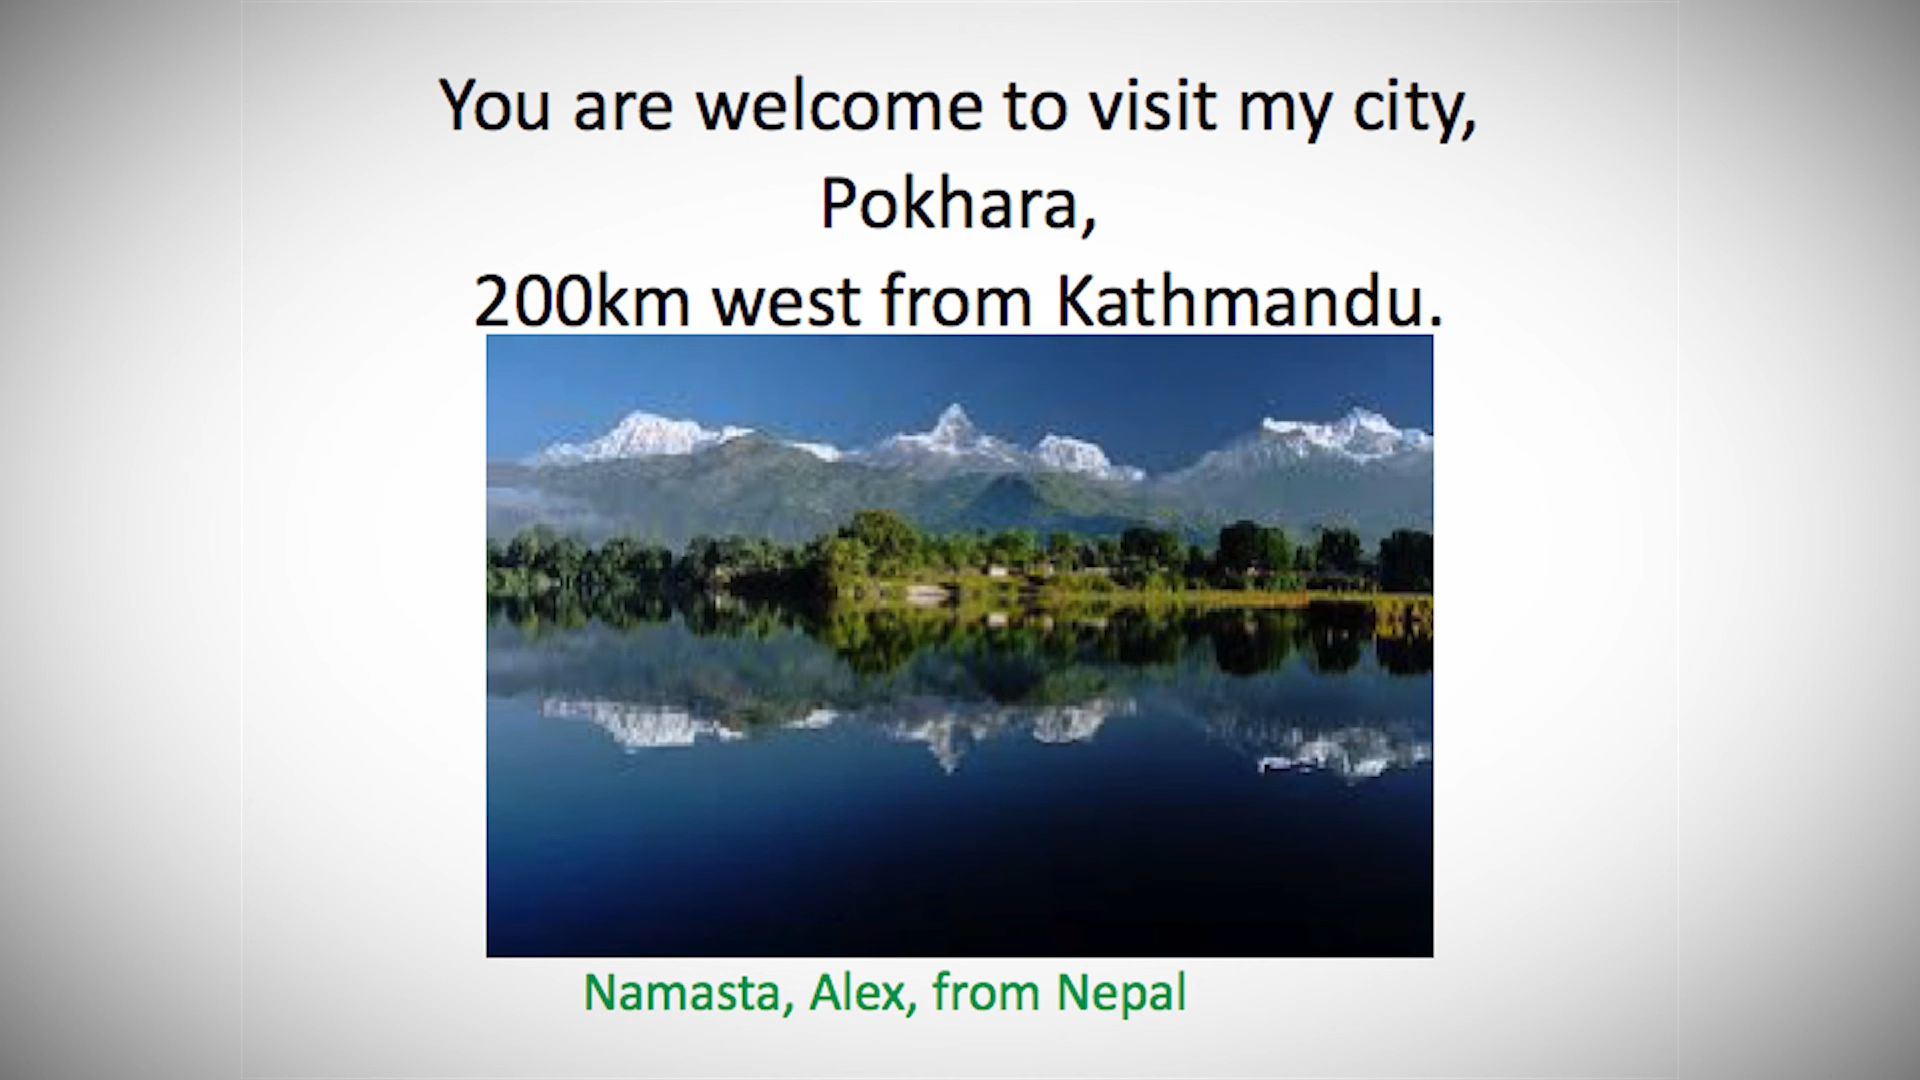 You are welcome to visit my city,
Pokhara,
200km west from Kathmandu.
Namasta, Alex, from Nepal